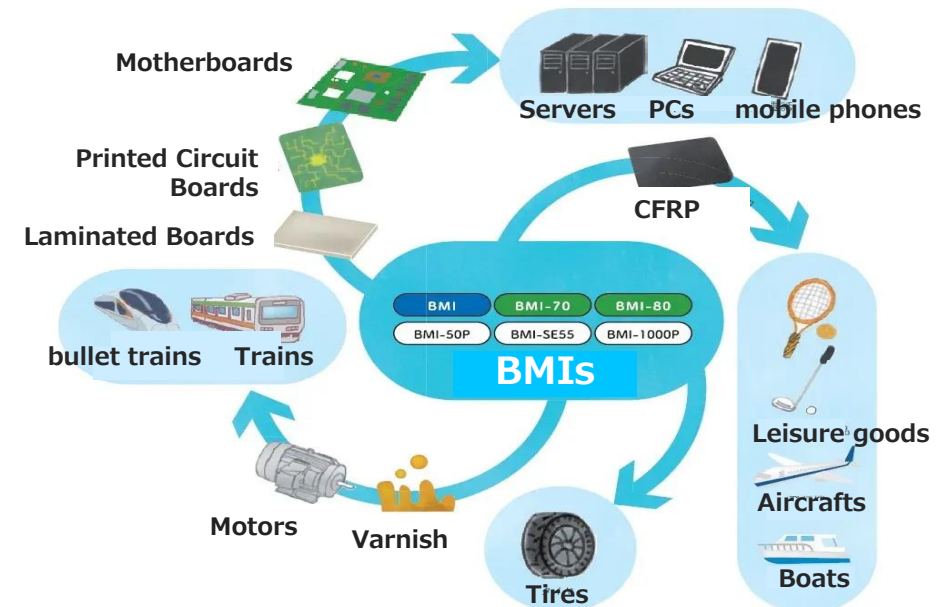 Motherboards
Servers PCs mobile phones
Printed Circuit
Boards
CFRP
Laminated Boards
BMI BMI-70 BMI-80
BMI-50P BMI-SE55 BMI-1000P
BMIs
bullet trains Trains
Leisure goods
Aircrafts
Motors
Varnish
Boats
Tires